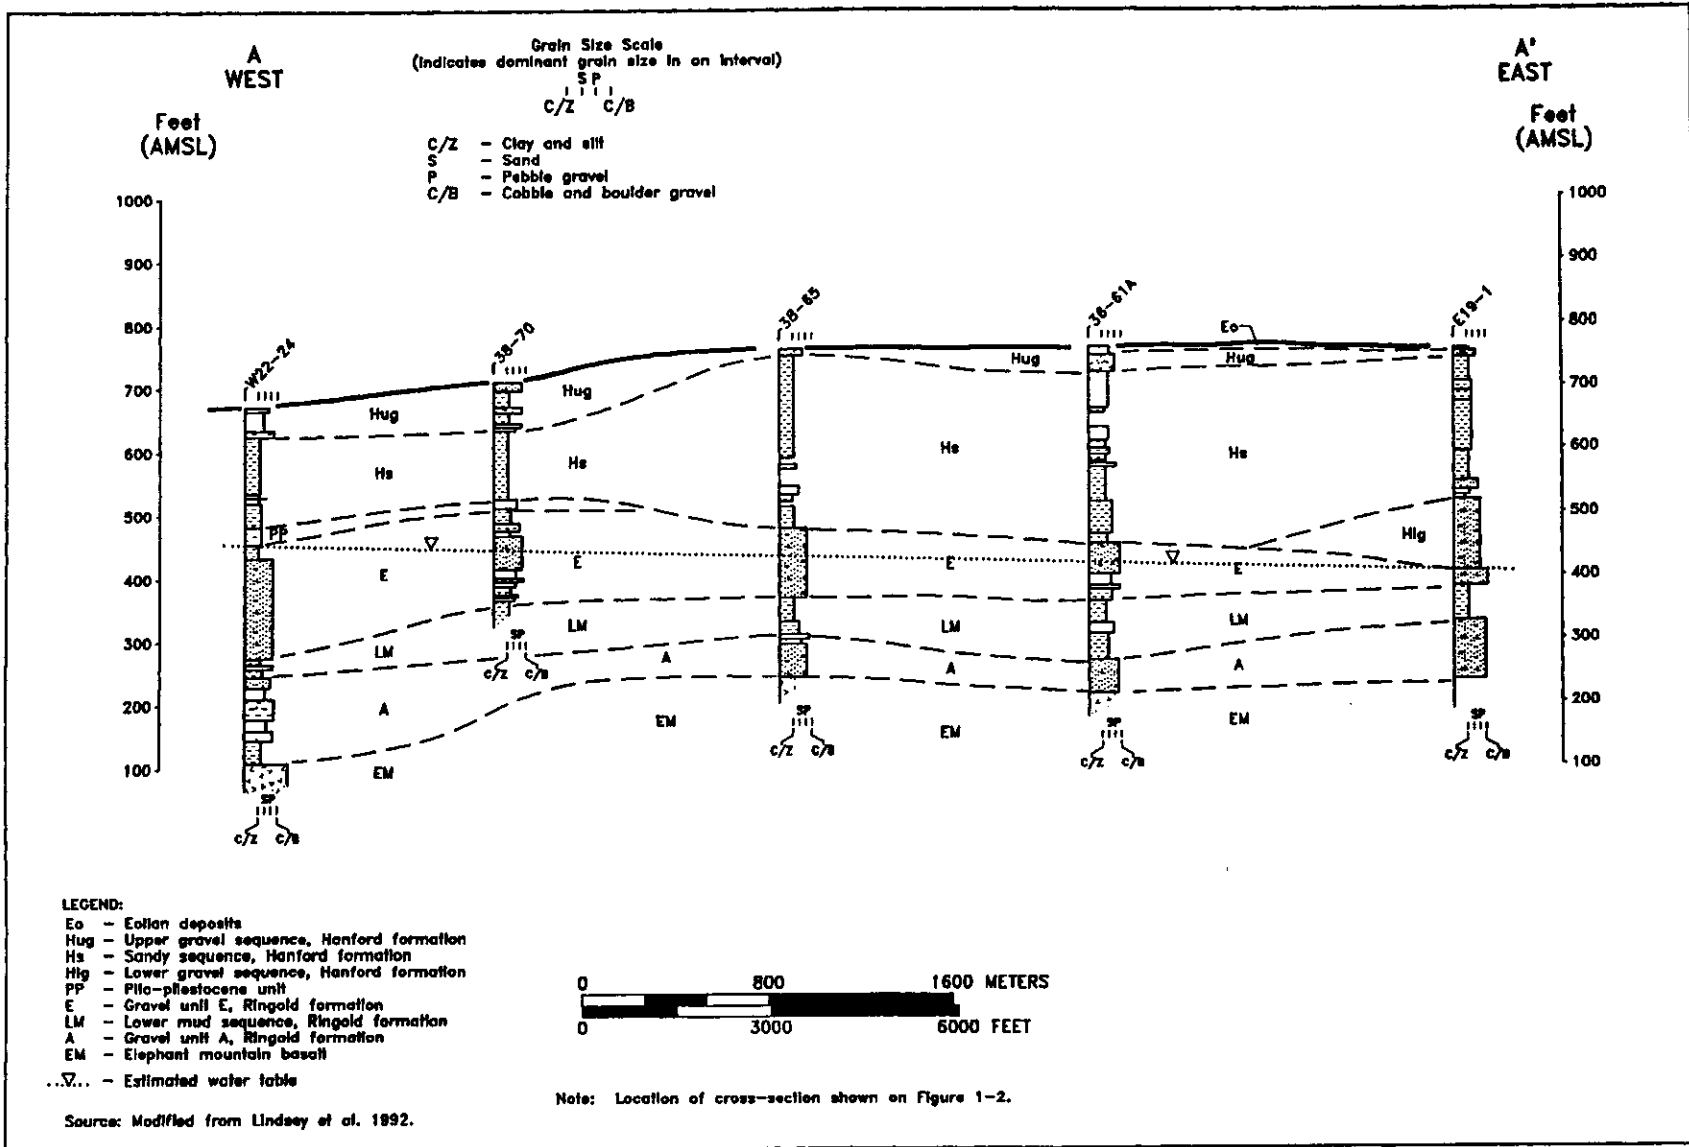 A
WEST
Feet
(AMSL)
Grain Size Scale
(indicates dominant grain size in an interval)
S P
C/Z C/B
C/Z – Clay and silt
S – Sand
P – Pebble gravel
C/B – Cobble and boulder gravel
A'
EAST
Feet
(AMSL)
1000
900
800
700
600
500
400
300
200
100
1000
900
800
700
600
500
400
300
200
100
W22-24
38-70
38-65
36-61A
E19-1
Eo
Hug
Hug
Hug
Hug
Hs
Hs
Hs
Hs
PP
Hlg
E
E
E
E
LM
LM
LM
LM
A
A
A
A
EM
EM
EM
EM
SP
C/Z C/B
SP
C/Z C/B
SP
C/Z C/B
SP
C/Z C/B
SP
C/Z C/B
LEGEND:
Eo – Eolian deposits
Hug – Upper gravel sequence, Hanford formation
Hs – Sandy sequence, Hanford formation
Hlg – Lower gravel sequence, Hanford formation
PP – Plio-pliestocene unit
E – Gravel unit E, Ringold formation
LM – Lower mud sequence, Ringold formation
A – Gravel unit A, Ringold formation
EM – Elephant mountain basalt
...▽... – Estimated water table
Source: Modified from Lindsey et al. 1992.
0 800 1600 METERS
0 3000 6000 FEET
Note: Location of cross-section shown on Figure 1-2.